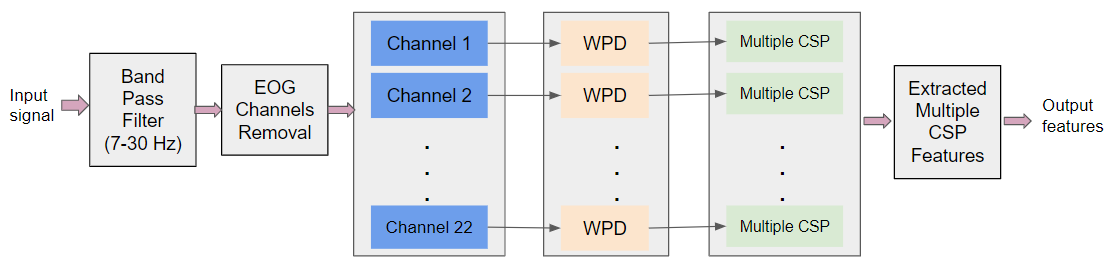 Input
signal
Band
Pass
Filter
(7-30 Hz)
EOG
Channels
Removal
Channel 1
WPD
Multiple CSP
Channel 2
WPD
Multiple CSP
Channel 22
WPD
Multiple CSP
Extracted
Multiple
CSP
Features
Output
features